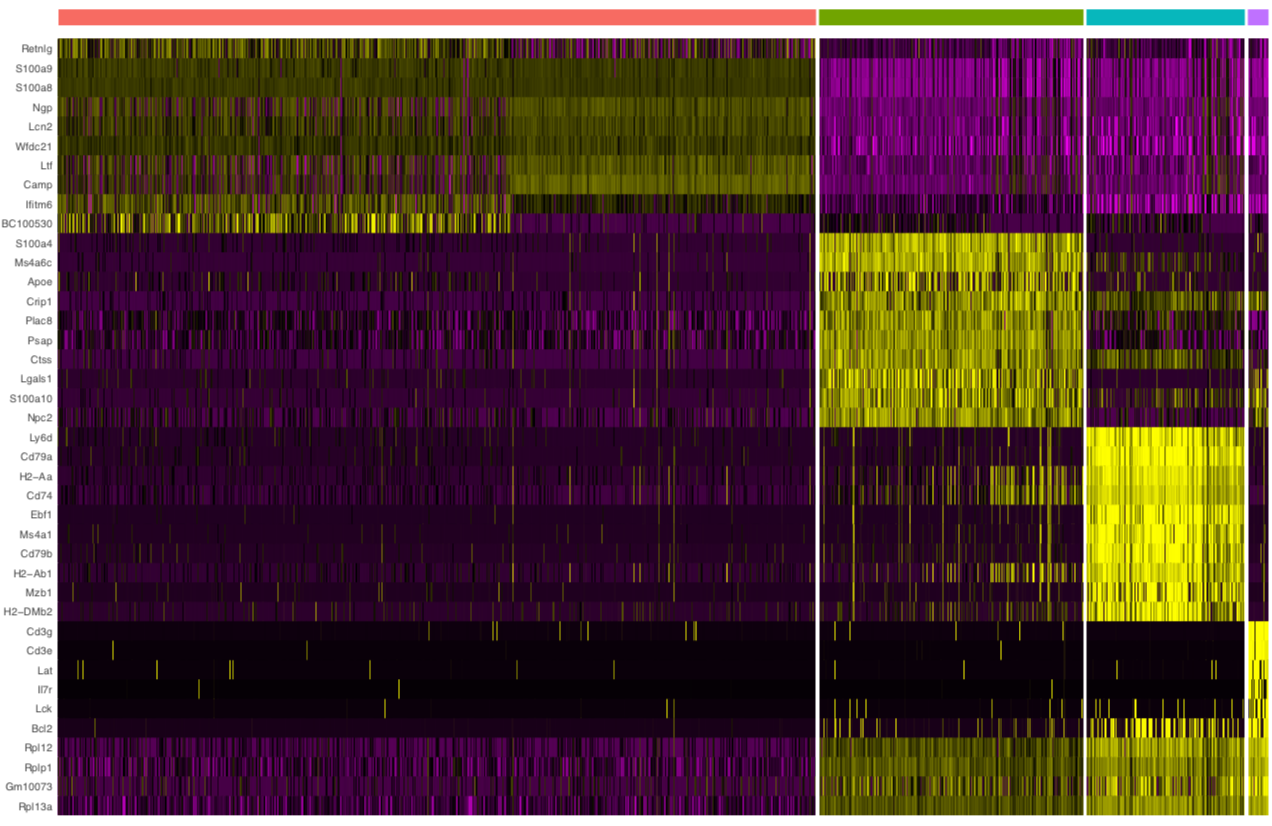 Retnlg
S100a9
S100a8
Ngp
Lcn2
Wfdc21
Ltf
Camp
Ifitm6
BC100530
S100a4
Ms4a6c
Apoe
Crip1
Plac8
Psap
Ctss
Lgals1
S100a10
Npc2
Ly6d
Cd79a
H2−Aa
Cd74
Ebf1
Ms4a1
Cd79b
H2−Ab1
Mzb1
H2−DMb2
Cd3g
Cd3e
Lat
Il7r
Lck
Bcl2
Rpl12
Rplp1
Gm10073
Rpl13a